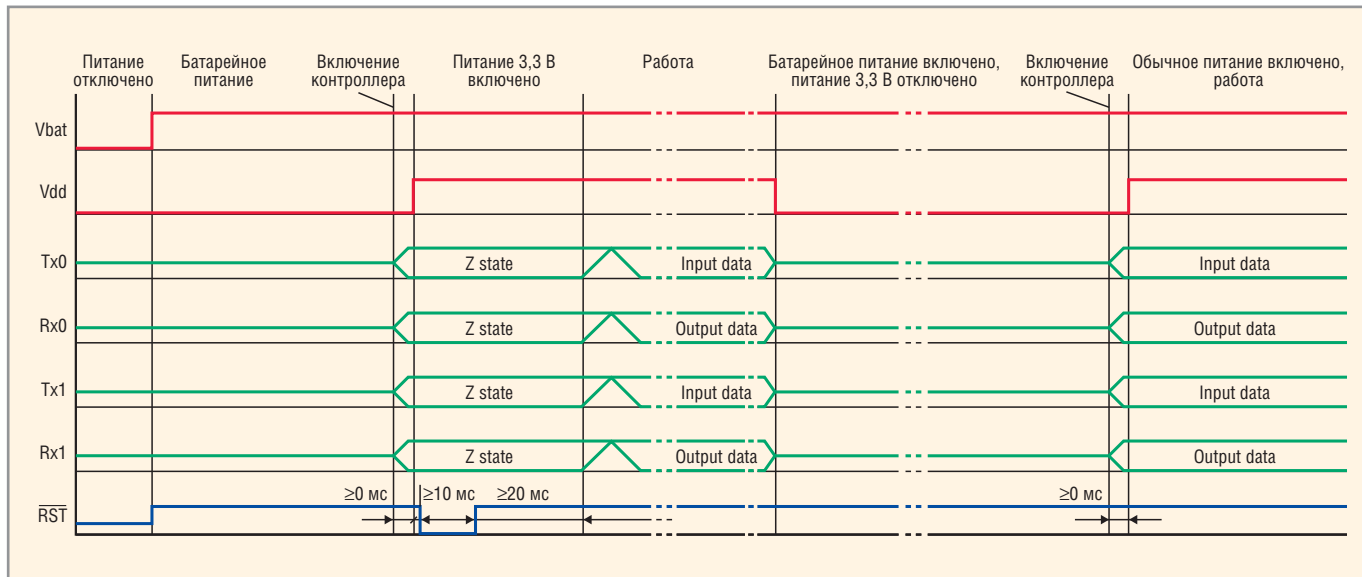 Питание отключено
Батарейное питание
Включение контроллера
Питание 3,3 В включено
Работа
Батарейное питание включено, питание 3,3 В отключено
Включение контроллера
Обычное питание включено, работа
Vbat
Vdd
Tx0
Z state
Input data
Input data
Rx0
Z state
Output data
Output data
Tx1
Z state
Input data
Input data
Rx1
Z state
Output data
Output data
≥0 мс
≥10 мс
≥20 мс
≥0 мс
RST